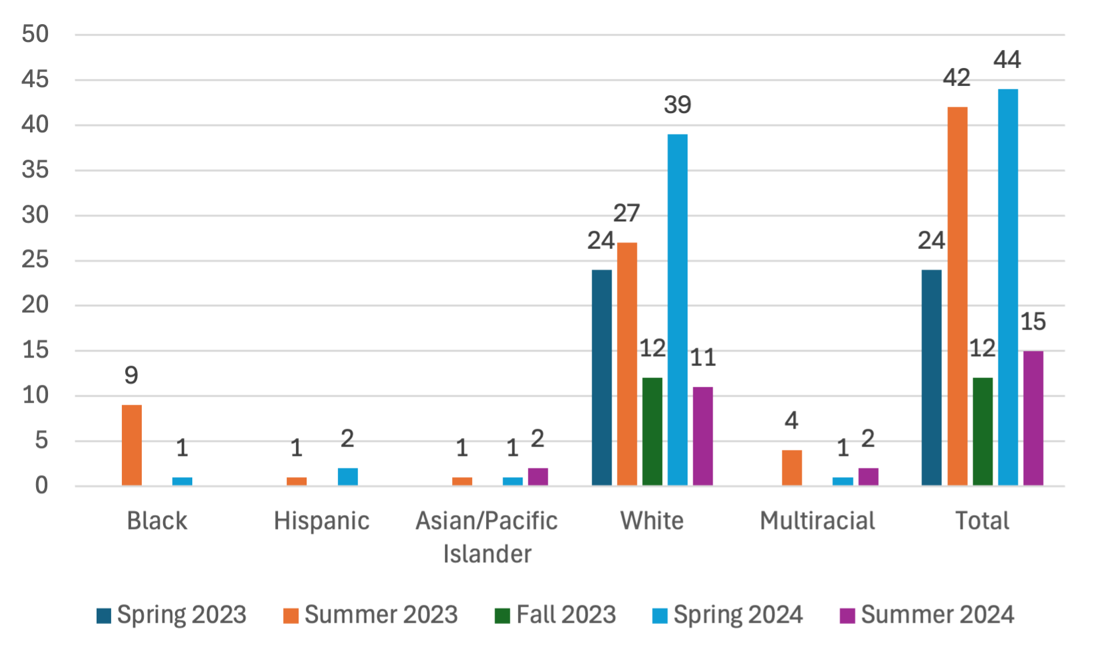 50
45
44
42
40
39
35
30
27
25
24
24
20
15
15
12
12
11
10
9
5
4
1
2
1
2
1
1
2
1
0
Black
Hispanic
Asian/Pacific
Islander
White
Multiracial
Total
Spring 2023
Summer 2023
Fall 2023
Spring 2024
Summer 2024